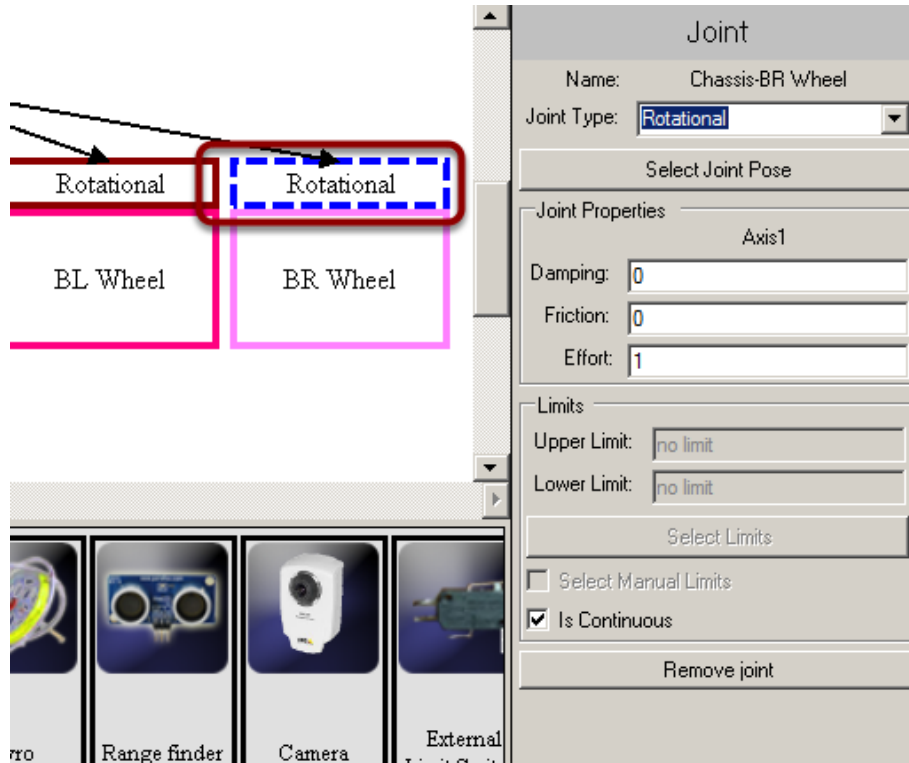 Joint
Name: Chassis-BR Wheel
Joint Type: Rotational
Select Joint Pose
Joint Properties
Axis1
Damping: 0
Friction: 0
Effort: 1
Limits
Upper Limit: no limit
Lower Limit: no limit
Select Limits
Select Manual Limits
Is Continuous
Remove joint
Rotational Rotational
BL Wheel BR Wheel
Range finder Camera External